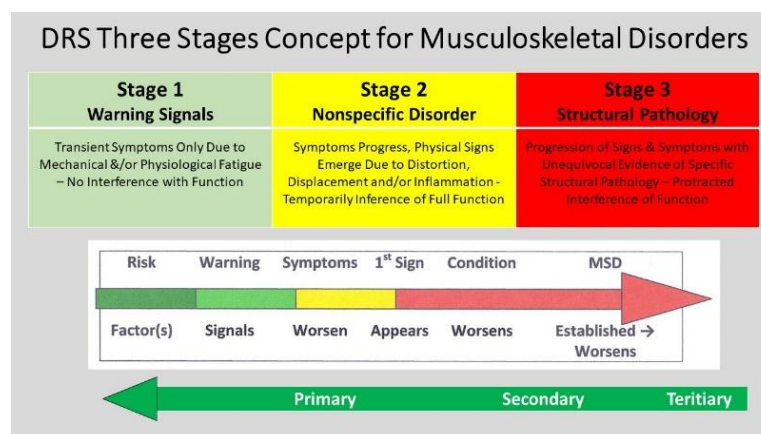 DRS Three Stages Concept for Musculoskeletal Disorders
Stage 1
Warning Signals
Transient Symptoms Only Due to
Mechanical &/or Physiological Fatigue
– No Interference with Function
Stage 2
Nonspecific Disorder
Symptoms Progress, Physical Signs
Emerge Due to Distortion,
Displacement and/or Inflammation -
Temporarily Inference of Full Function
Stage 3
Structural Pathology
Progression of Signs & Symptoms with
Unequivocal Evidence of Specific
Structural Pathology – Protracted
Interference of Function
Risk Warning Symptoms 1st Sign Condition MSD
Factor(s) Signals Worsen Appears Worsens Established →
Worsens
Primary Secondary Teritiary